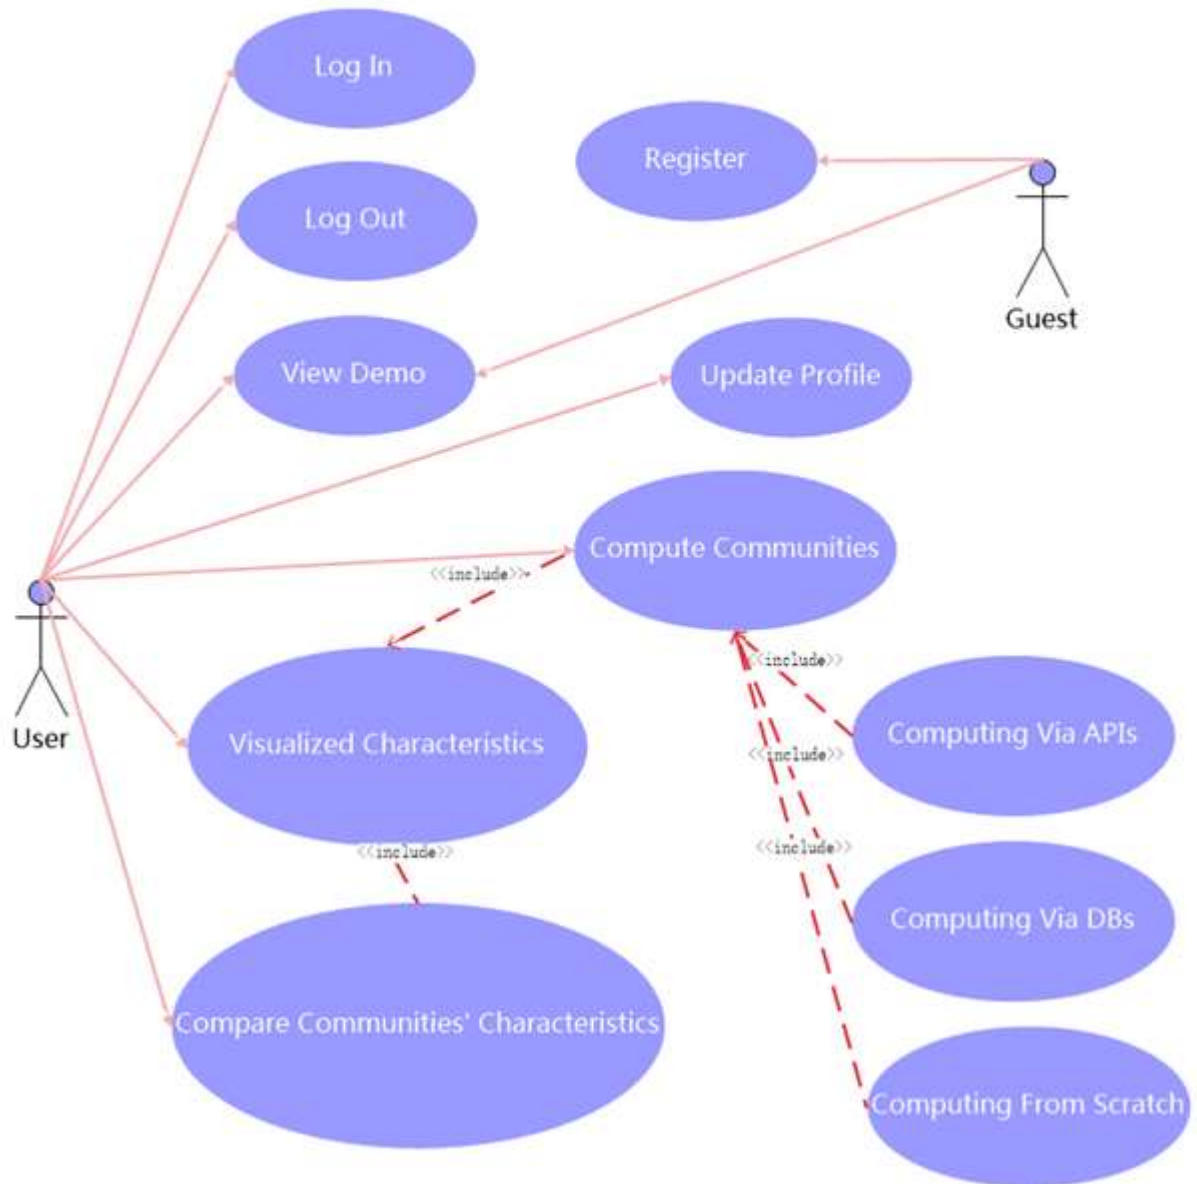 Log In
Register
Log Out
Guest
View Demo
Update Profile
Compute Communities
<<include>>
<<include>>
User
Visualized Characteristics
Computing Via APIs
<<include>>
<<include>>
<<include>>
Computing Via DBs
Compare Communities' Characteristics
Computing From Scratch